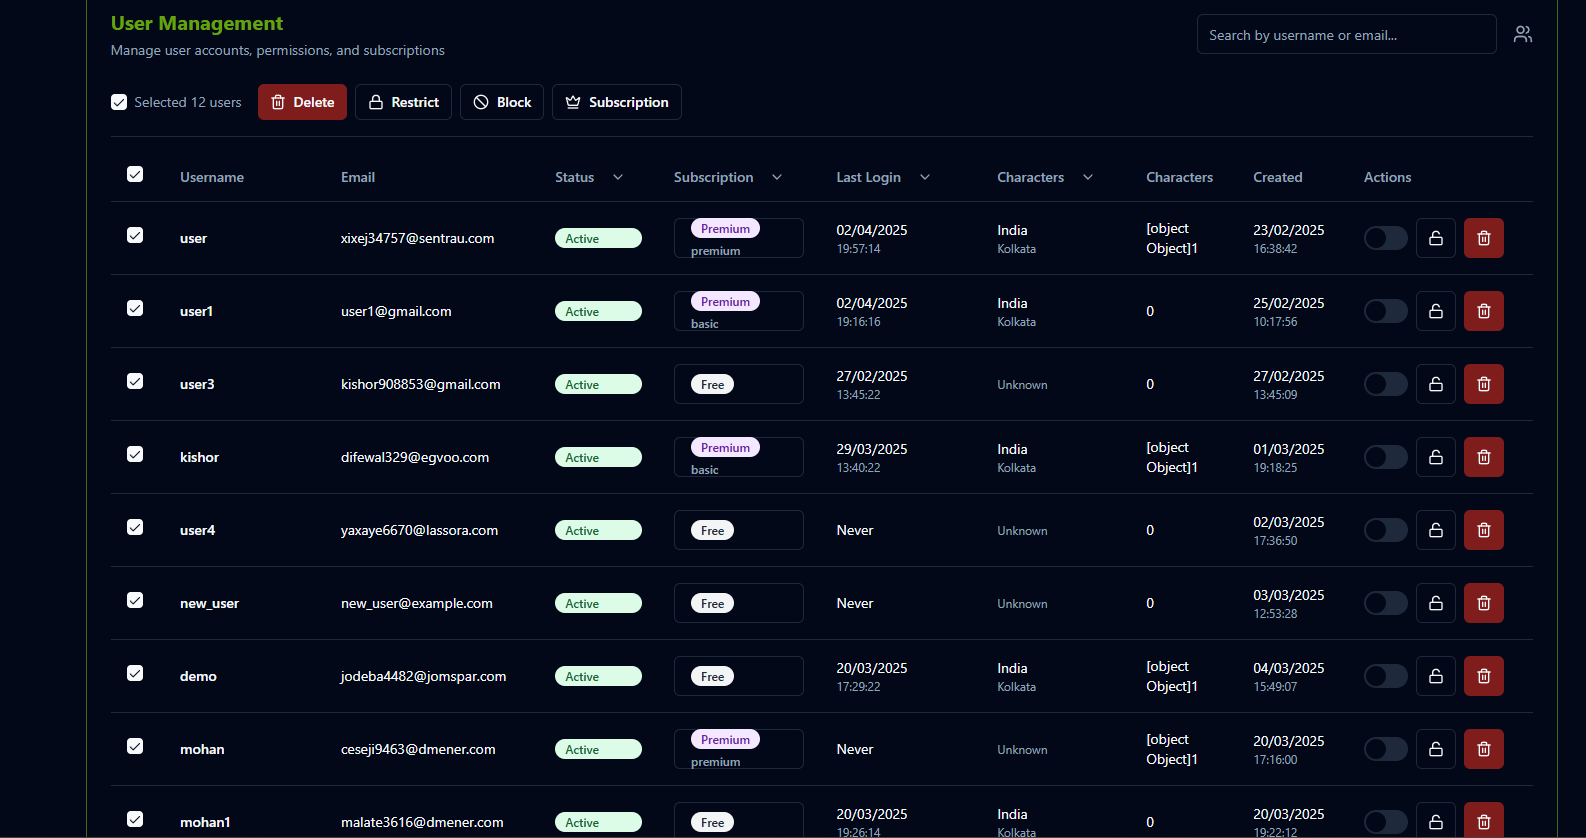 User Management
Manage user accounts, permissions, and subscriptions
Search by username or email...
Selected 12 users Delete Restrict Block Subscription
Username Email Status Subscription Last Login Characters Characters Created Actions
user xixej34757@sentrau.com Active Premium premium 02/04/2025 19:57:14 India Kolkata [object Object]1 23/02/2025 16:38:42
user1 user1@gmail.com Active Premium basic 02/04/2025 19:16:16 India Kolkata 0 25/02/2025 10:17:56
user3 kishor908853@gmail.com Active Free 27/02/2025 13:45:22 Unknown 0 27/02/2025 13:45:09
kishor difewal329@egvoo.com Active Premium basic 29/03/2025 13:40:22 India Kolkata [object Object]1 01/03/2025 19:18:25
user4 yaxaye6670@lassora.com Active Free Never Unknown 0 02/03/2025 17:36:50
new_user new_user@example.com Active Free Never Unknown 0 03/03/2025 12:53:28
demo jodeba4482@jomspar.com Active Free 20/03/2025 17:29:22 India Kolkata [object Object]1 04/03/2025 15:49:07
mohan ceseji9463@dmener.com Active Premium premium Never Unknown [object Object]1 20/03/2025 17:16:00
mohan1 malate3616@dmener.com Active Free 20/03/2025 19:26:14 India Kolkata 0 20/03/2025 19:22:12